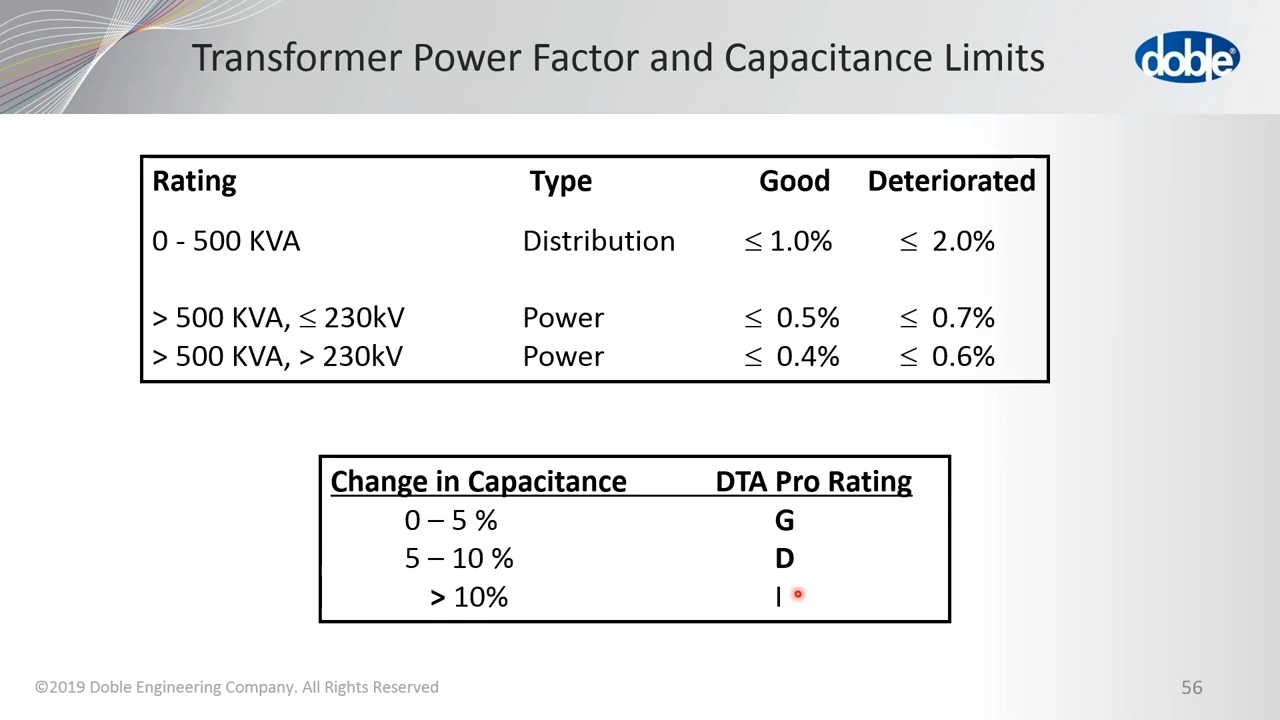 Transformer Power Factor and Capacitance Limits
doble®
Rating Type Good Deteriorated
0 - 500 KVA Distribution ≤ 1.0% ≤ 2.0%
> 500 KVA, ≤ 230kV Power ≤ 0.5% ≤ 0.7%
> 500 KVA, > 230kV Power ≤ 0.4% ≤ 0.6%
Change in Capacitance DTA Pro Rating
0 – 5 % G
5 – 10 % D
> 10% I
©2019 Doble Engineering Company. All Rights Reserved
56